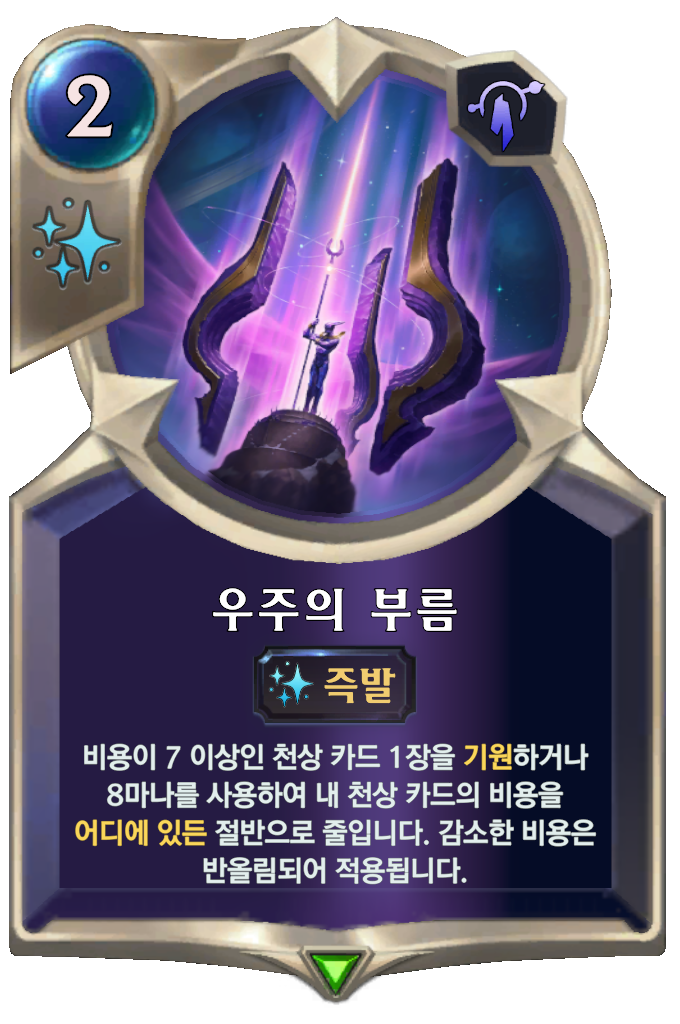 2
우주의 부름
즉발
비용이 7 이상인 천상 카드 1장을 기원하거나
8마나를 사용하여 내 천상 카드의 비용을
어디에 있든 절반으로 줄입니다. 감소한 비용은
반올림되어 적용됩니다.